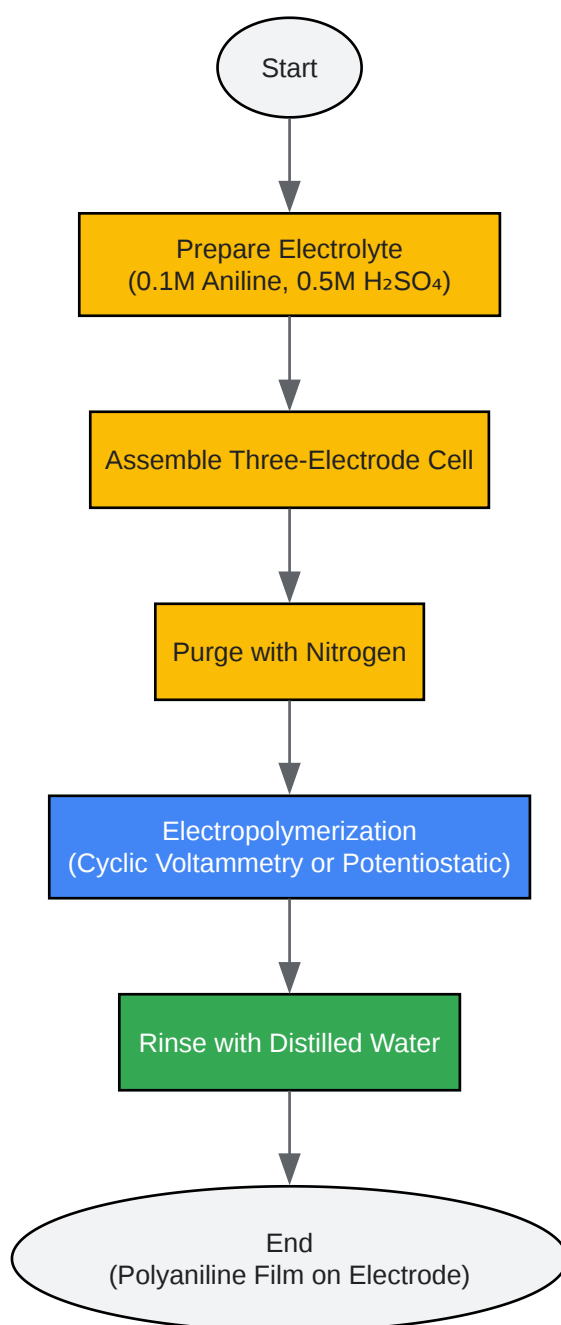 Start
Prepare Electrolyte
(0.1M Aniline, 0.5M H₂SO₄)
Assemble Three-Electrode Cell
Purge with Nitrogen
Electropolymerization
(Cyclic Voltammetry or Potentiostatic)
Rinse with Distilled Water
End
(Polyaniline Film on Electrode)